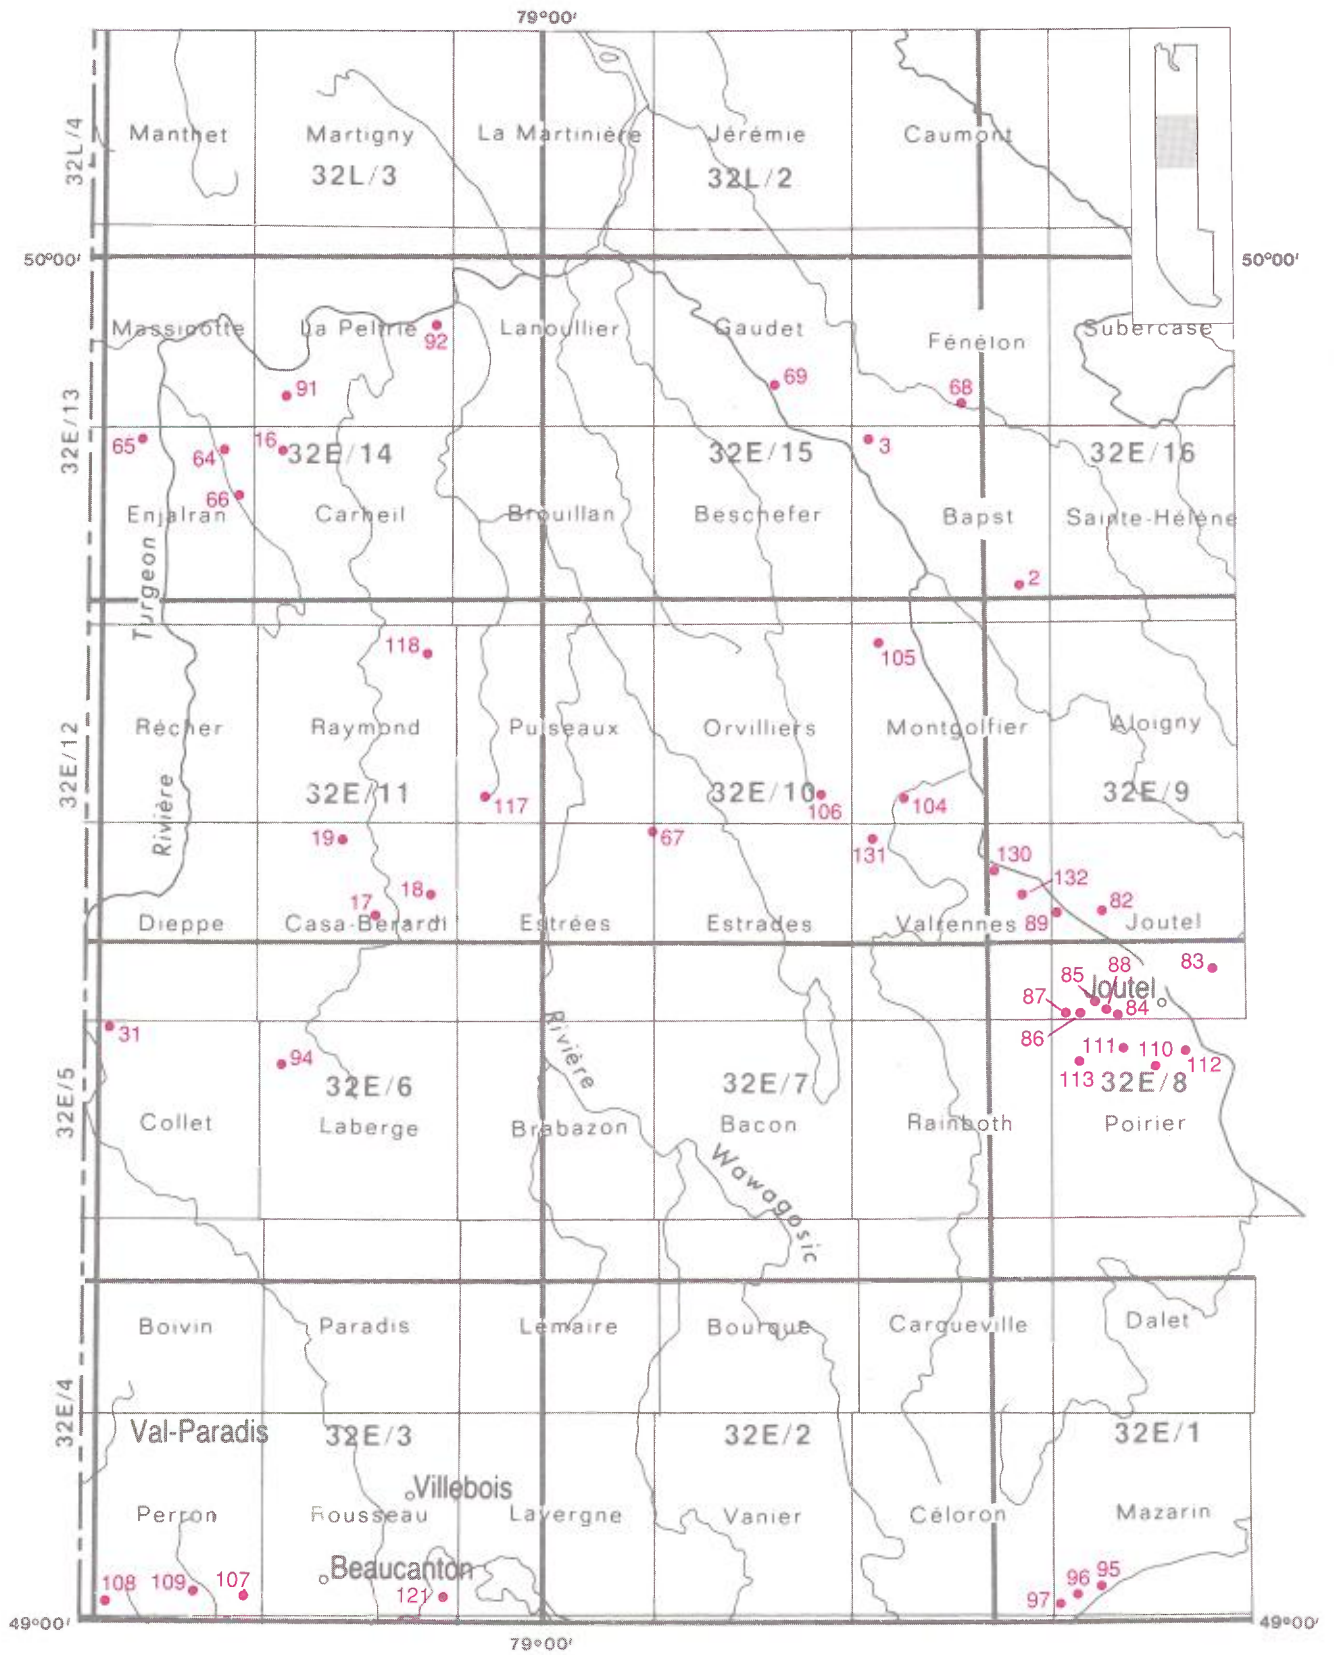 79°00'
32L/4
Manthet
Martigny
La Martinière
Jérémie
Caumont
32L/3
32L/2
50°00'
50°00'
Massicotte
La Peltrie
92
Lanoullier
Gaudet
Fénélon
Subercase
91
69
68
32E/13
65
64
16
32E/14
32E/15
3
32E/16
66
Enjalran
Carheil
Brouillan
Beschefer
Bapst
Sainte-Hélène
2
Turgeon
118
105
Récher
Raymond
Puiseaux
Orvilliers
Montgolfier
Aloigny
32E/12
32E/11
117
32E/10
106
104
32E/9
Rivière
19
67
131
130
132
17
18
89
82
Dieppe
Casa-Berardi
Estrées
Estrades
Valrennes
Joutel
83
85
88
Joutel
87
84
86
31
94
Rivière
111
110
112
113
32E/5
32E/6
32E/7
32E/8
Collet
Laberge
Brabazon
Bacon
Rainboth
Poirier
Wawagosic
Boivin
Paradis
Lemaire
Bourque
Cargueville
Dalet
32E/4
Val-Paradis
32E/3
32E/2
32E/1
Villebois
Perron
Rousseau
Lavergne
Vanier
Céloron
Mazarin
Beaucanton
108
109
107
121
97
96
95
49°00'
49°00'
79°00'